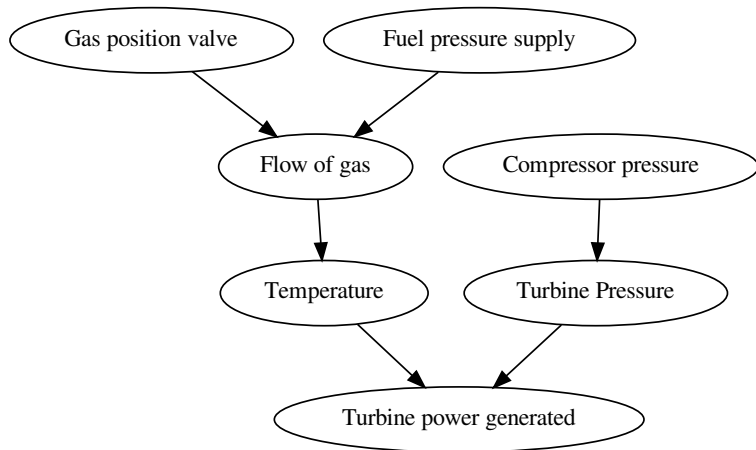 Gas position valve
Fuel pressure supply
Flow of gas
Compressor pressure
Temperature
Turbine Pressure
Turbine power generated